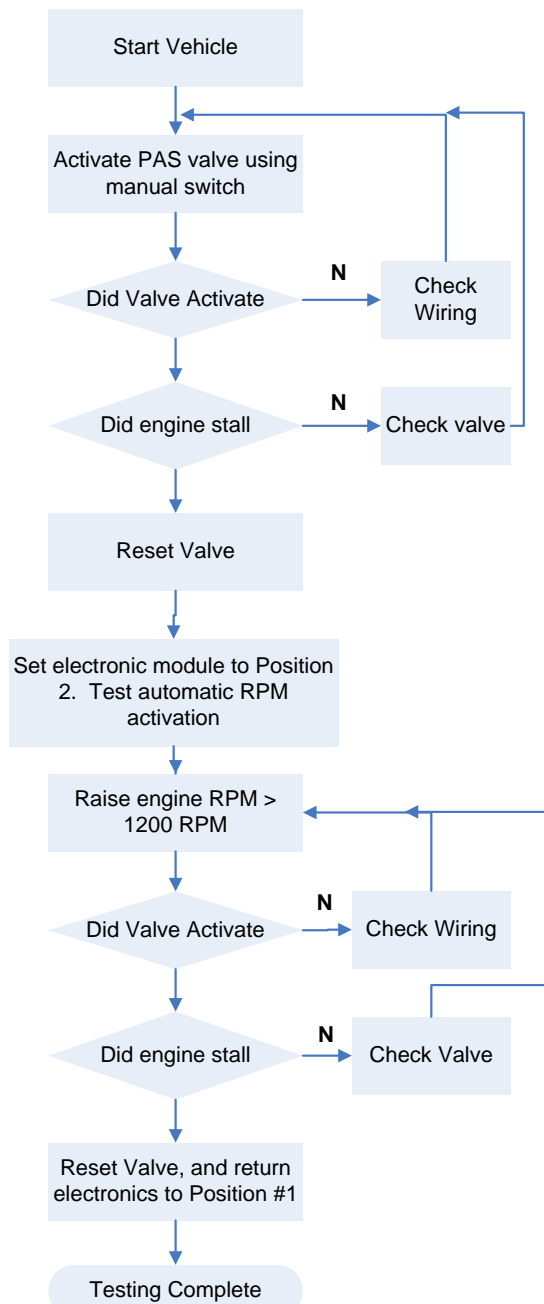 Start Vehicle
Activate PAS valve using
manual switch
Did Valve Activate
N
Check
Wiring
Did engine stall
N
Check valve
Reset Valve
Set electronic module to Position
2. Test automatic RPM
activation
Raise engine RPM >
1200 RPM
Did Valve Activate
N
Check Wiring
Did engine stall
N
Check Valve
Reset Valve, and return
electronics to Position #1
Testing Complete